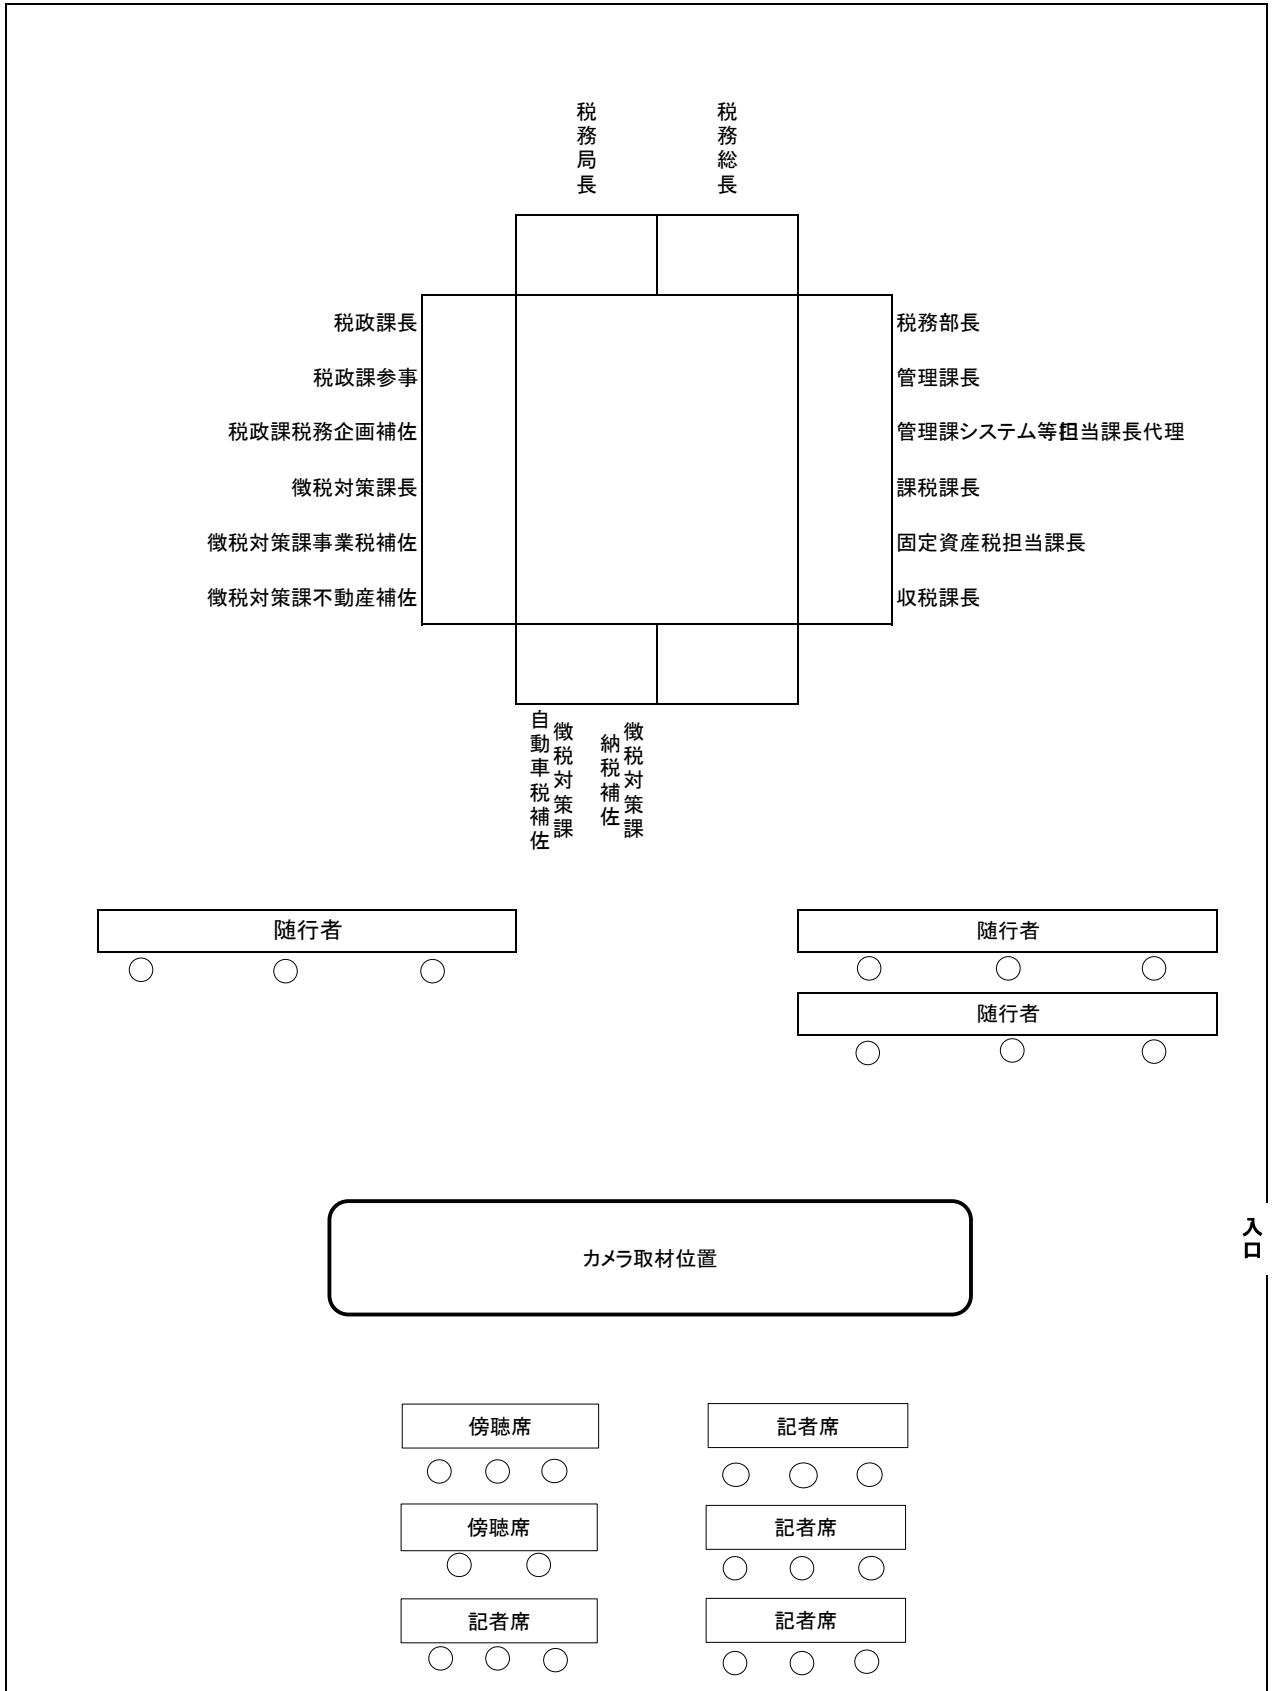 税務局長
税務総長
税政課長
税務部長
税政課参事
管理課長
税政課税務企画補佐
管理課システム等担当課長代理
徴税対策課長
課税課長
徴税対策課事業税補佐
固定資産税担当課長
徴税対策課不動産補佐
収税課長
徴税対策課
自動車税補佐
徴税対策課
納税補佐
随行者
随行者
随行者
入口
カメラ取材位置
傍聴席
記者席
傍聴席
記者席
記者席
記者席